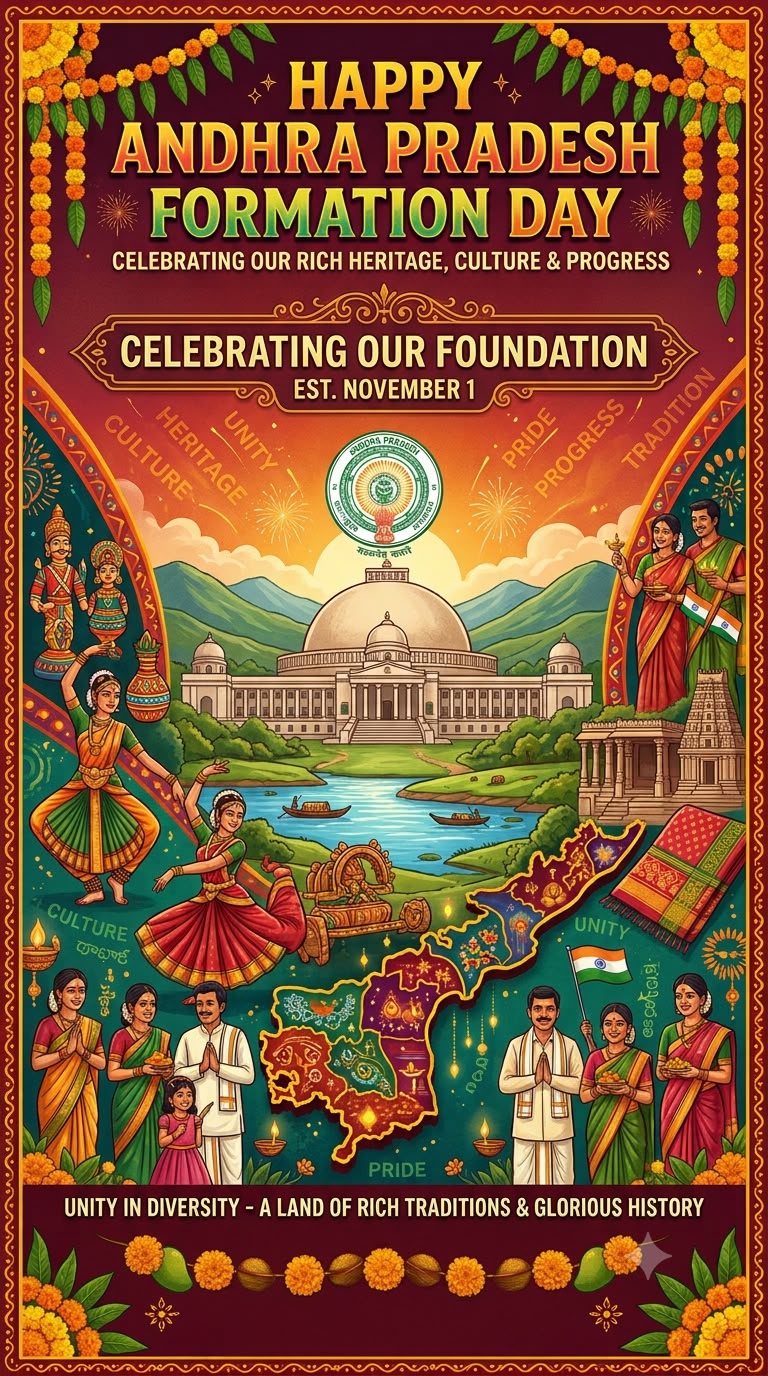 HAPPY
ANDHRA PRADESH
FORMATION DAY
CELEBRATING OUR RICH HERITAGE, CULTURE & PROGRESS
CELEBRATING OUR FOUNDATION
EST. NOVEMBER 1
CULTURE
HERITAGE
UNITY
PRIDE
PROGRESS
TRADITION
CULTURE
UNITY
PRIDE
UNITY IN DIVERSITY - A LAND OF RICH TRADITIONS & GLORIOUS HISTORY